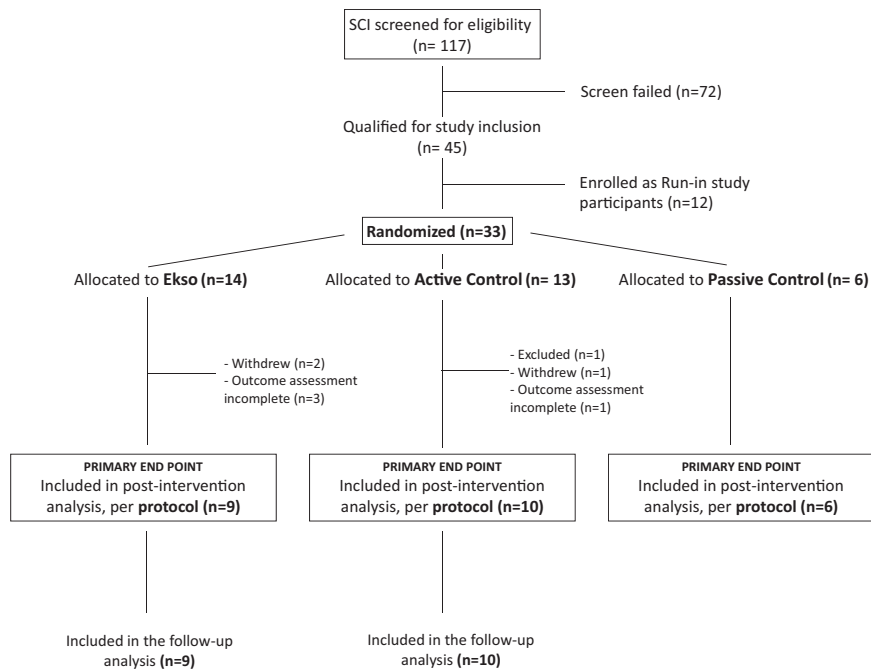 SCI screened for eligibility
(n= 117)
Screen failed (n=72)
Qualified for study inclusion
(n= 45)
Enrolled as Run-in study
participants (n=12)
Randomized (n=33)
Allocated to Ekso (n=14)
Allocated to Active Control (n= 13)
Allocated to Passive Control (n= 6)
- Withdrew (n=2)
- Outcome assessment
incomplete (n=3)
- Excluded (n=1)
- Withdrew (n=1)
- Outcome assessment
incomplete (n=1)
PRIMARY END POINT
Included in post-intervention
analysis, per protocol (n=9)
PRIMARY END POINT
Included in post-intervention
analysis, per protocol (n=10)
PRIMARY END POINT
Included in post-intervention
analysis, per protocol (n=6)
Included in the follow-up
analysis (n=9)
Included in the follow-up
analysis (n=10)